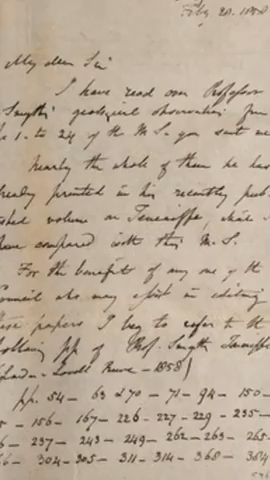 Feby 20. 1858
My dear Sir
I have read over Professor
Smyth's geological observations from
1. to 24 of the M.S. you sent me
nearly the whole of them he has
already printed in his recently pub-
lished volume on Teneriffe, which I
have compared with this M.S.
For the benefit of any one of the
Council who may assist in editing
these papers I beg to refer to the
following pp of Prof. Smyth Teneriffe
(London - Lovell Reeve - 1858)
pp. 54 - 63 & 70 - 71 - 94 - 150 -
- 156 - 167 - 226 - 227 - 229 - 235 -
- 237 - 243 - 249 - 262 - 263 - 265 -
- 304 - 305 - 311 - 314 - 368 - 364